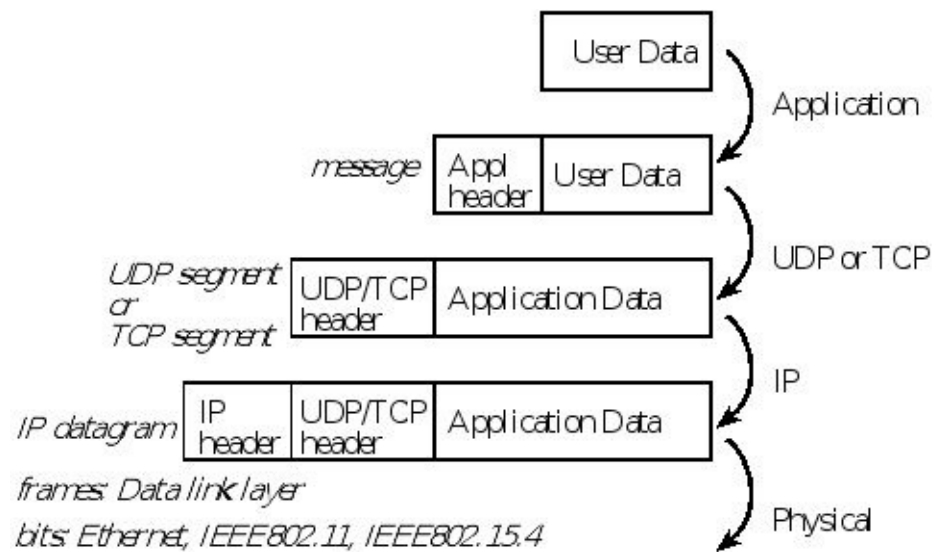 User Data
Application
message
Appl
header
User Data
UDP or TCP
UDP segment
or
TCP segment
UDP/TCP
header
Application Data
IP
IP datagram
IP
header
UDP/TCP
header
Application Data
frames: Data link layer
Physical
bits: Ethernet, IEEE802.11, IEEE802.15.4